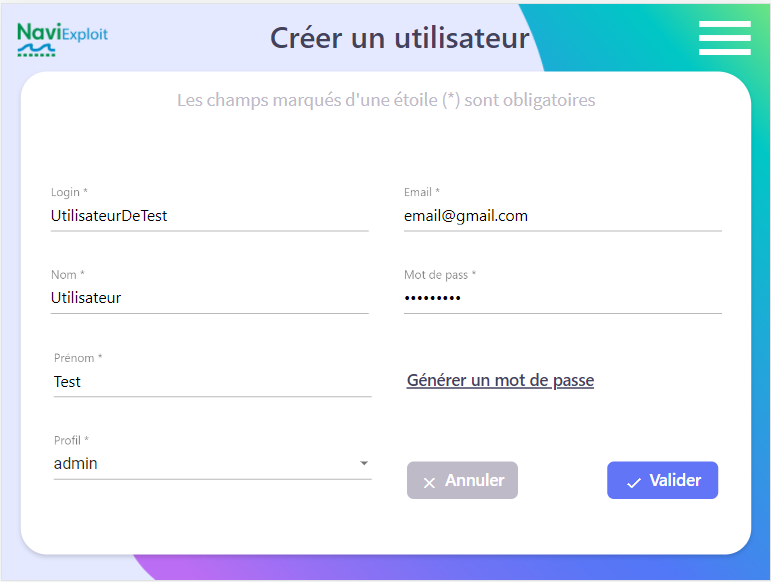 NaviExploit
Créer un utilisateur
Les champs marqués d'une étoile (*) sont obligatoires
Login *
UtilisateurDeTest
Email *
email@gmail.com
Nom *
Utilisateur
Mot de pass *
•••••••••
Prénom *
Test
Générer un mot de passe
Profil *
admin
Annuler
Valider